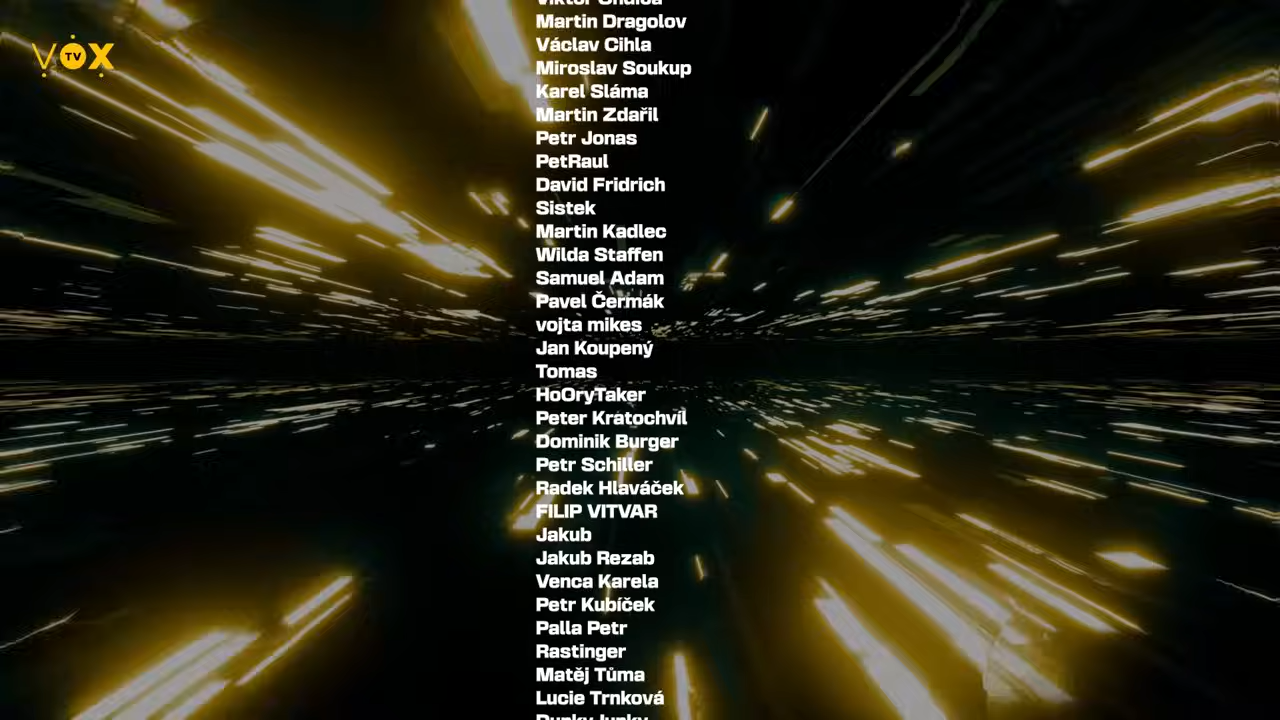 VOX
TV
Martin Dragolov
Václav Cihla
Miroslav Soukup
Karel Sláma
Martin Zdařil
Petr Jonas
PetRaul
David Fridrich
Sistek
Martin Kadlec
Wilda Staffen
Samuel Adam
Pavel Čermák
vojta mikes
Jan Koupený
Tomas
HoOryTaker
Peter Kratochvíl
Dominik Burger
Petr Schiller
Radek Hlaváček
FILIP VITVAR
Jakub
Jakub Rezab
Venca Karela
Petr Kubíček
Palla Petr
Rastinger
Matěj Tůma
Lucie Trnková